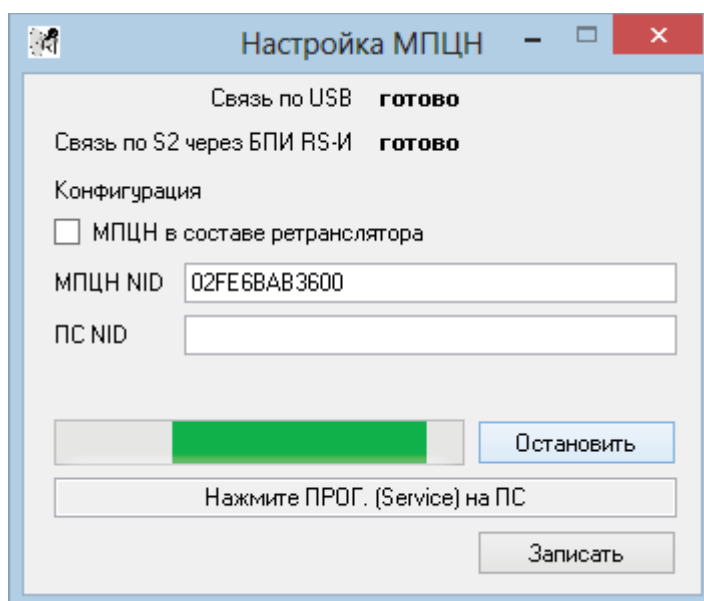 Настройка МПЦН
Связь по USB готово
Связь по S2 через БПИ RS-И готово
Конфигурация
МПЦН в составе ретранслятора
МПЦН NID 02FE6BAB3600
ПС NID
Остановить
Нажмите ПРОГ. (Service) на ПС
Записать